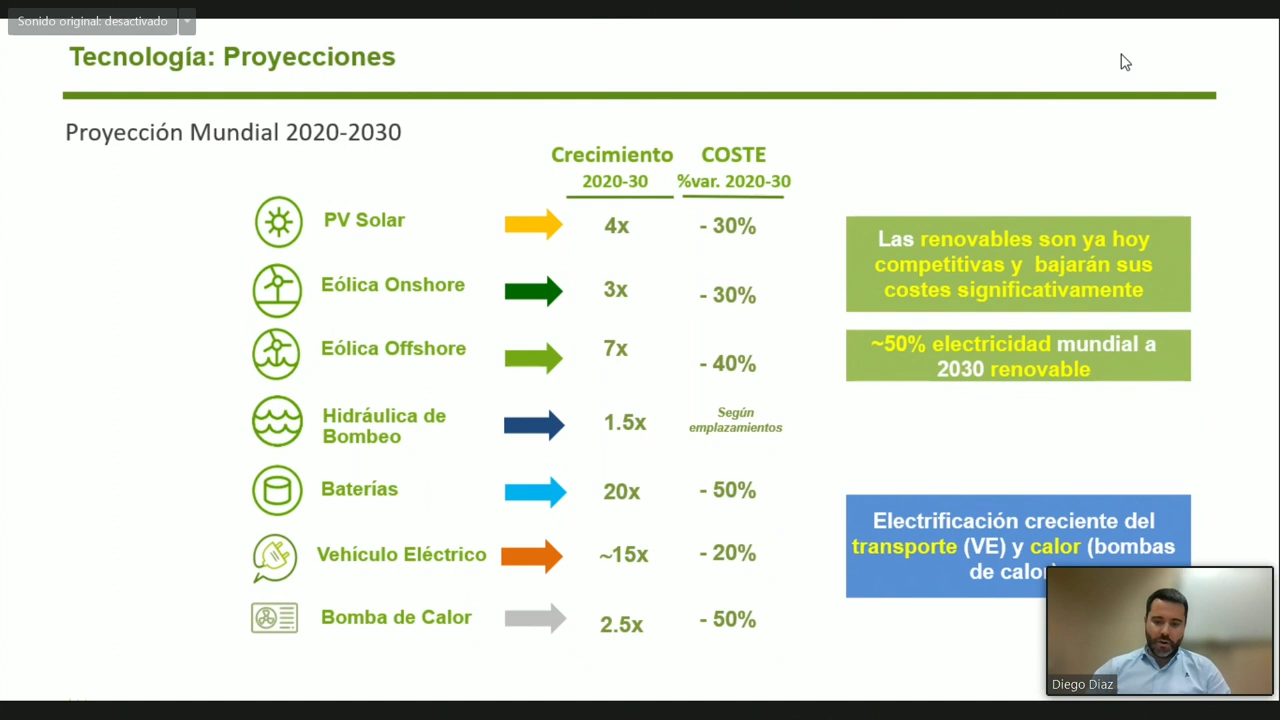 Sonido original: desactivado
Tecnología: Proyecciones
Proyección Mundial 2020-2030
Crecimiento
2020-30
COSTE
%var. 2020-30
PV Solar
4x
- 30%
Eólica Onshore
3x
- 30%
Eólica Offshore
7x
- 40%
Hidráulica de
Bombeo
1.5x
Según
emplazamientos
Baterías
20x
- 50%
Vehículo Eléctrico
~15x
- 20%
Bomba de Calor
2.5x
- 50%
Las renovables son ya hoy
competitivas y bajarán sus
costes significativamente
~50% electricidad mundial a
2030 renovable
Electrificación creciente del
transporte (VE) y calor (bombas
de calor)
Diego Diaz